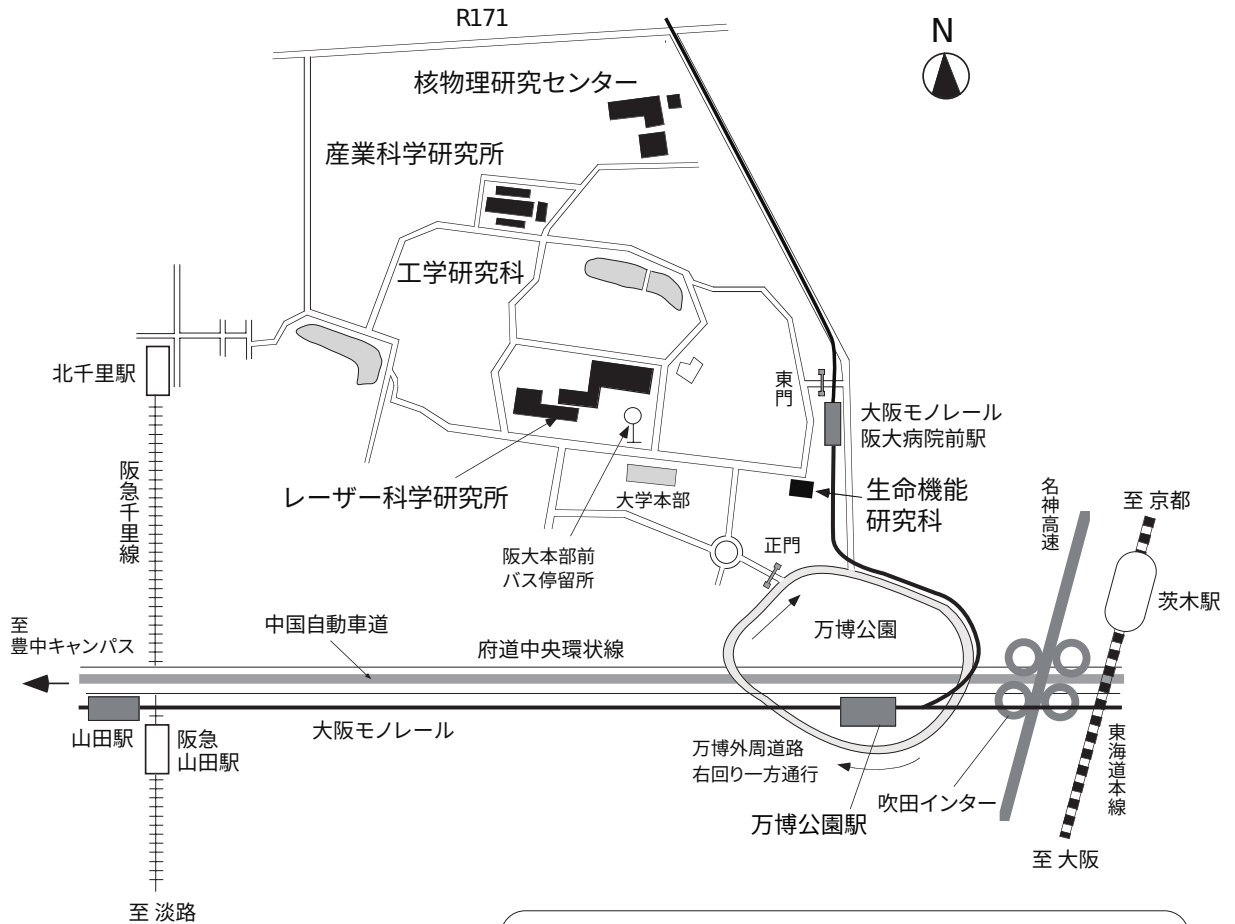 R171
N
核物理研究センター
産業科学研究所
工学研究科
北千里駅
東門
大阪モノレール
阪大病院前駅
阪急千里線
レーザー科学研究所
大学本部
生命機能
研究科
名神高速
至 京都
阪大本部前
バス停留所
正門
茨木駅
至
豊中キャンパス
中国自動車道
府道中央環状線
万博公園
山田駅
阪急
山田駅
大阪モノレール
万博外周道路
右回り一方通行
東海道本線
吹田インター
万博公園駅
至 大阪
至 淡路